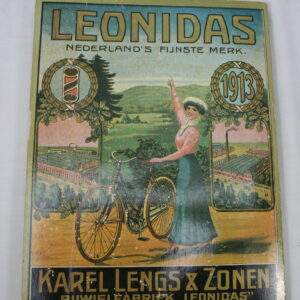 LEONIDAS
NEDERLAND'S FIJNSTE MERK.
1913
KAREL LENGS & ZONEN
RIJWIELFABRIEK "LEONIDAS"